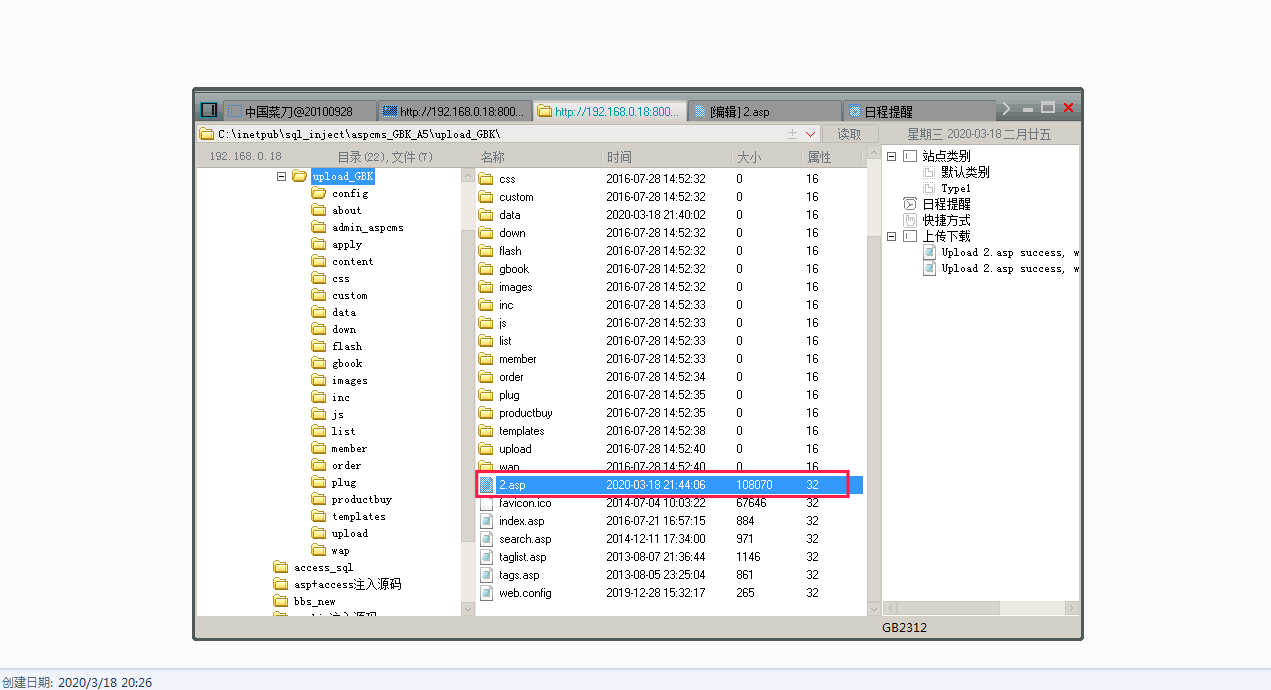 中国菜刀@20100928 http://192.168.0.18:800... http://192.168.0.18:800... [编辑] 2.asp 日程提醒
C:\inetpub\sql_inject\aspcms_GBK_A5\upload_GBK\ 读取 星期三 2020-03-18 二月廿五
192.168.0.18 目录(22),文件(7) 名称 时间 大小 属性
upload_GBK
config
about
admin_aspcms
apply
content
css
custom
data
down
flash
gbook
images
inc
js
list
member
order
plug
productbuy
templates
upload
wap
access_sql
asp+access注入源码
bbs_new
css 2016-07-28 14:52:32 0 16
custom 2016-07-28 14:52:32 0 16
data 2020-03-18 21:40:02 0 16
down 2016-07-28 14:52:32 0 16
flash 2016-07-28 14:52:32 0 16
gbook 2016-07-28 14:52:32 0 16
images 2016-07-28 14:52:32 0 16
inc 2016-07-28 14:52:33 0 16
js 2016-07-28 14:52:33 0 16
list 2016-07-28 14:52:33 0 16
member 2016-07-28 14:52:33 0 16
order 2016-07-28 14:52:34 0 16
plug 2016-07-28 14:52:35 0 16
productbuy 2016-07-28 14:52:35 0 16
templates 2016-07-28 14:52:38 0 16
upload 2016-07-28 14:52:40 0 16
wap 2016-07-28 14:52:40 0 16
2.asp 2020-03-18 21:44:06 108070 32
favicon.ico 2014-07-04 10:03:22 67646 32
index.asp 2016-07-21 16:57:15 884 32
search.asp 2014-12-11 17:34:00 971 32
taglist.asp 2013-08-07 21:36:44 1146 32
tags.asp 2013-08-05 23:25:04 861 32
web.config 2019-12-28 15:32:17 265 32
站点类别
默认类别
Type1
日程提醒
快捷方式
上传下载
Upload 2.asp success, w
Upload 2.asp success, w
GB2312
创建日期: 2020/3/18 20:26